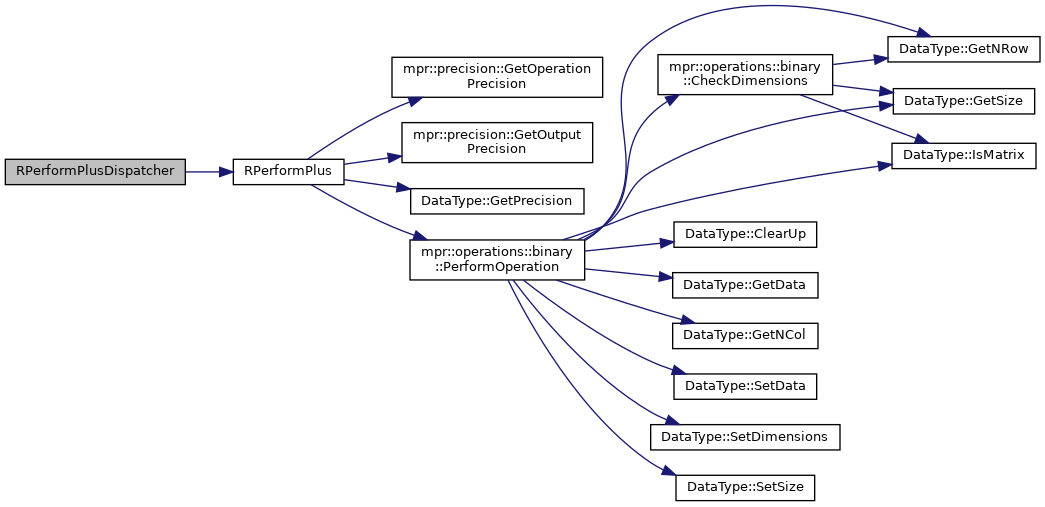 RPerformPlusDispatcher
RPerformPlus
mpr::precision::GetOperation
Precision
mpr::precision::GetOutput
Precision
DataType::GetPrecision
mpr::operations::binary
::PerformOperation
mpr::operations::binary
::CheckDimensions
DataType::ClearUp
DataType::GetData
DataType::GetNCol
DataType::SetData
DataType::SetDimensions
DataType::SetSize
DataType::GetNRow
DataType::GetSize
DataType::IsMatrix